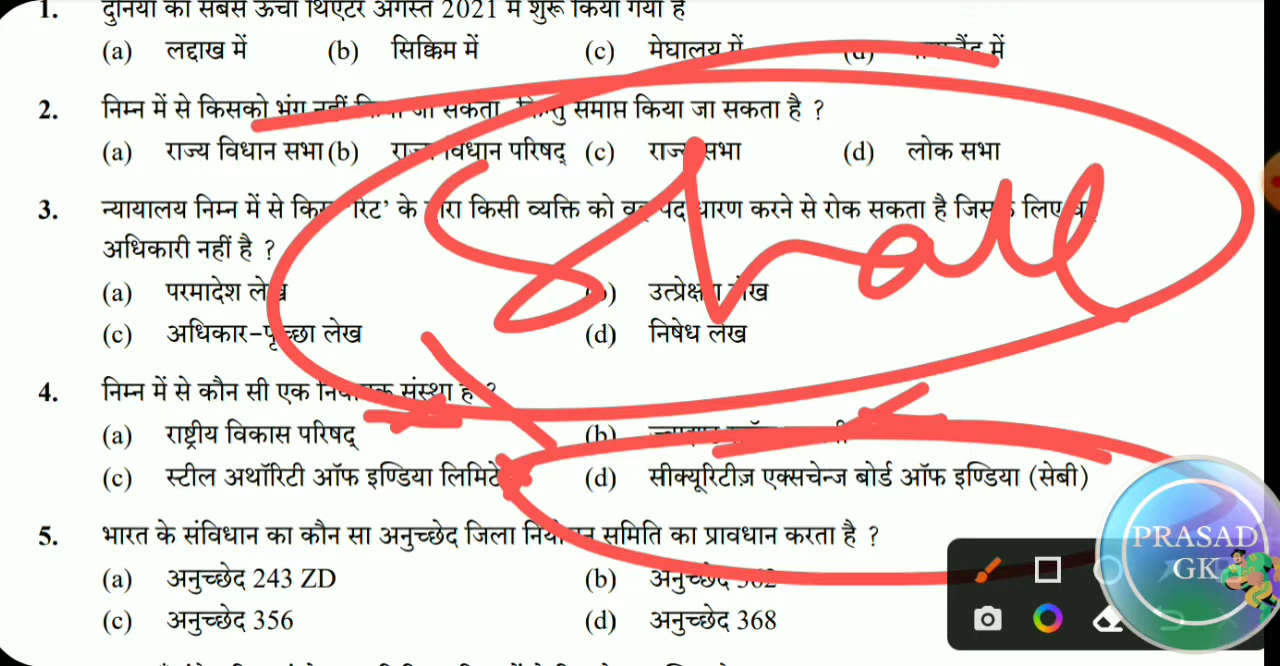 1. दुनिया का सबसे ऊंचा थिएटर अगस्त 2021 में शुरू किया गया है
(a) लद्दाख में (b) सिक्किम में (c) मेघालय में (d) में
2. निम्न में से किसको भंग नहीं किया जा सकता, किन्तु समाप्त किया जा सकता है ?
(a) राज्य विधान सभा (b) राज्य विधान परिषद् (c) राज्य सभा (d) लोक सभा
3. न्यायालय निम्न में से किस 'रिट' के द्वारा किसी व्यक्ति को वह पद धारण करने से रोक सकता है जिसके लिए वह
अधिकारी नहीं है ?
(a) परमादेश लेख (b) उत्प्रेक्षण लेख
(c) अधिकार-पृच्छा लेख (d) निषेध लेख
4. निम्न में से कौन सी एक नियामक संस्था है ?
(a) राष्ट्रीय विकास परिषद् (b)
(c) स्टील अथॉरिटी ऑफ इण्डिया लिमिटेड (d) सीक्यूरिटीज़ एक्सचेन्ज बोर्ड ऑफ इण्डिया (सेबी)
5. भारत के संविधान का कौन सा अनुच्छेद जिला नियोजन समिति का प्रावधान करता है ?
(a) अनुच्छेद 243 ZD (b) अनुच्छेद 302
(c) अनुच्छेद 356 (d) अनुच्छेद 368
Shall
PRASAD
GK